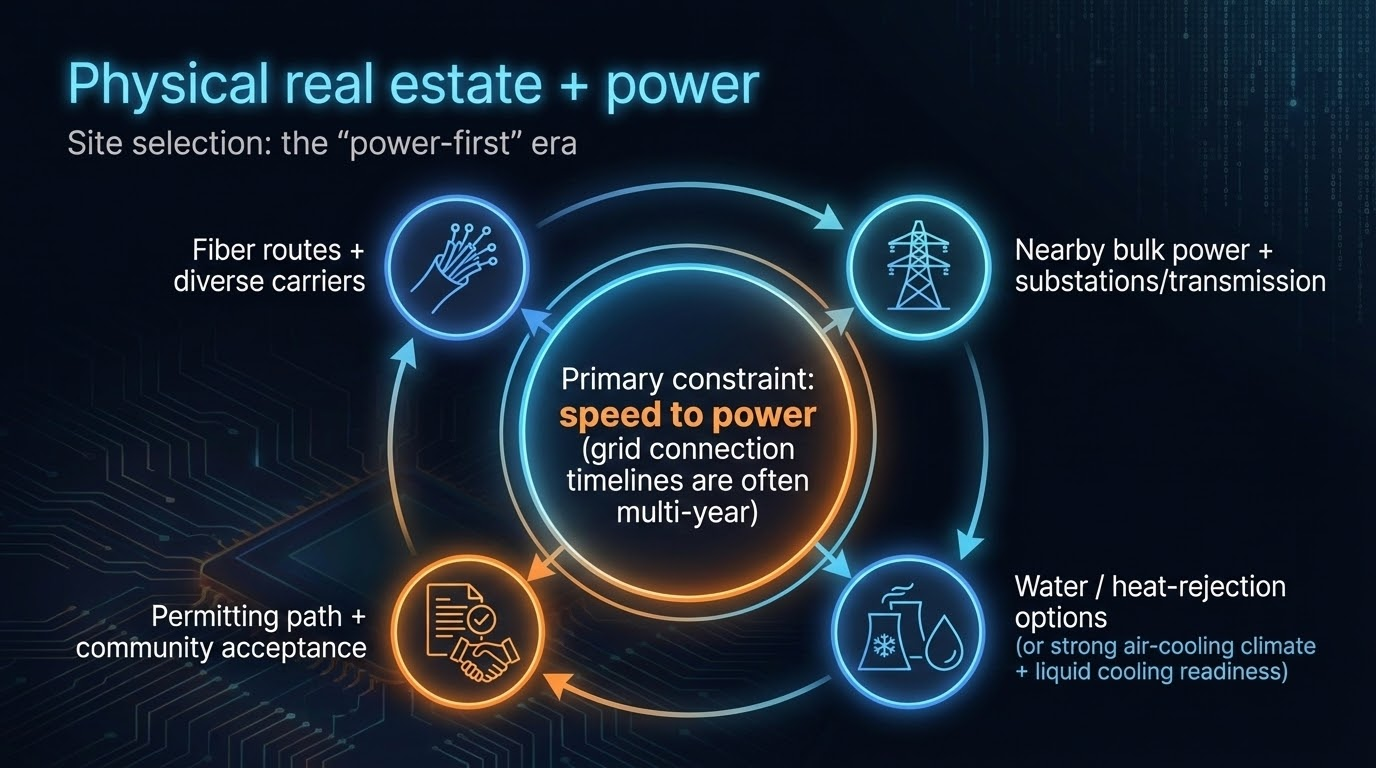 Physical real estate + power
Site selection: the “power-first” era
Fiber routes +
diverse carriers
Nearby bulk power +
substations/transmission
Primary constraint:
speed to power
(grid connection
timelines are often
multi-year)
Permitting path +
community acceptance
Water / heat-rejection
options
(or strong air-cooling climate
+ liquid cooling readiness)